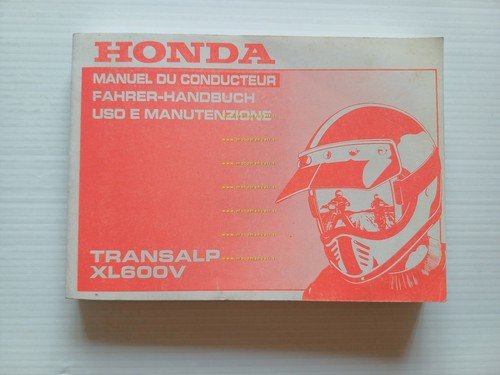 HONDA
MANUEL DU CONDUCTEUR
FAHRER-HANDBUCH
USO E MANUTENZIONE
TRANSALP
XL600V